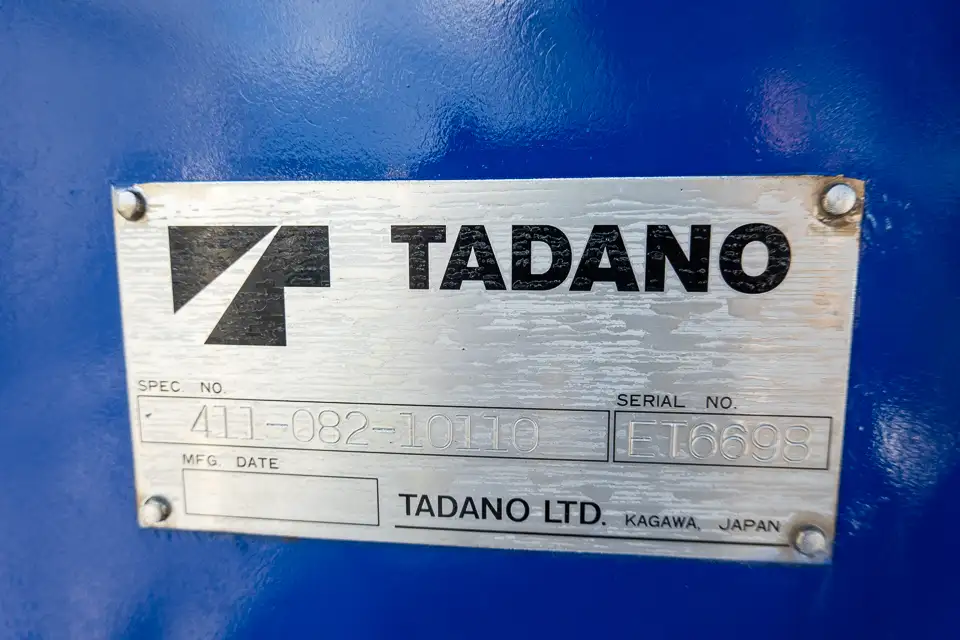 TADANO
SPEC. NO.
411-082-10110
SERIAL NO.
ET6698
MFG. DATE
TADANO LTD. KAGAWA, JAPAN